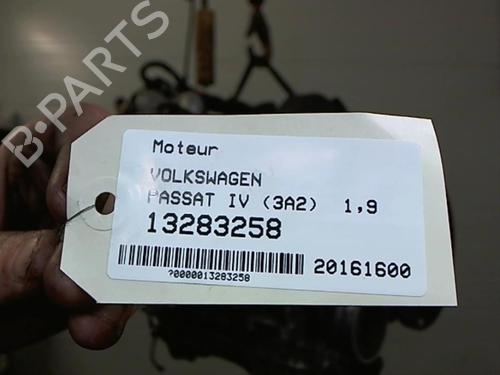 B-PARTS
Moteur
VOLKSWAGEN
PASSAT IV (3A2) 1,9
13283258
20161600
?0000013283258